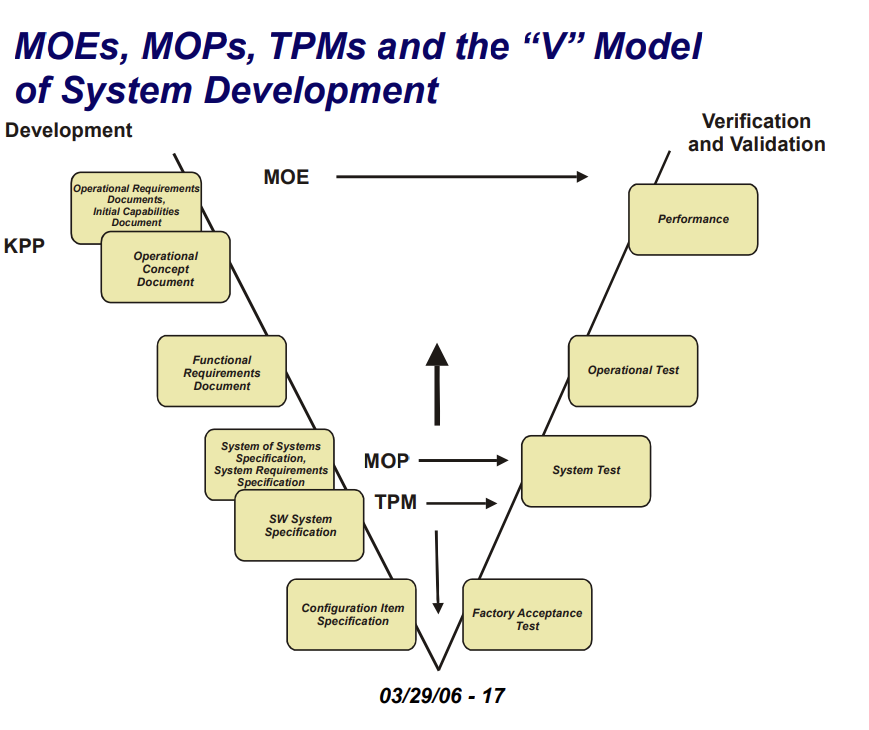 MOEs, MOPs, TPMs and the “V” Model
of System Development
Development
Verification
and Validation
MOE
Operational Requirements
Documents,
Initial Capabilities
Document
Performance
KPP
Operational
Concept
Document
Functional
Requirements
Document
Operational Test
System of Systems
Specification,
System Requirements
Specification
MOP
System Test
TPM
SW System
Specification
Configuration Item
Specification
Factory Acceptance
Test
03/29/06 - 17